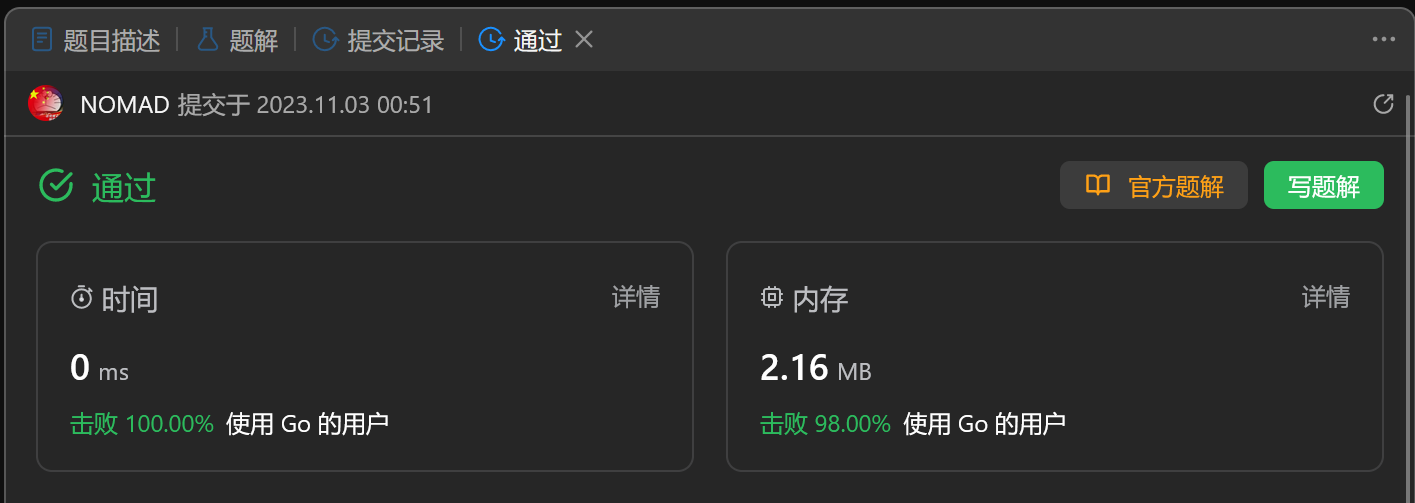 题目描述 题解 提交记录 通过
NOMAD 提交于 2023.11.03 00:51
通过 官方题解 写题解
时间 详情
0 ms
击败 100.00% 使用 Go 的用户
内存 详情
2.16 MB
击败 98.00% 使用 Go 的用户